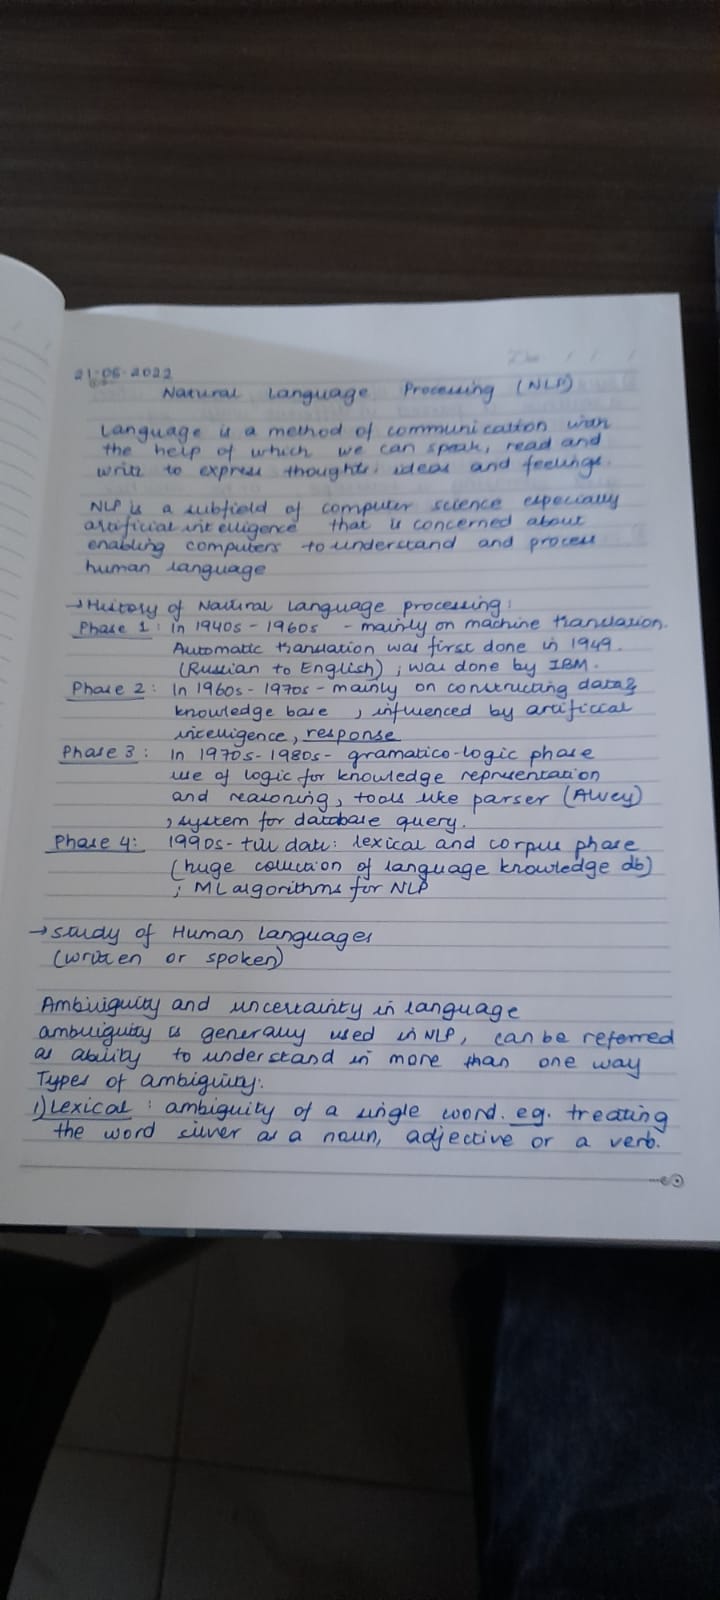 21-06-2022
Natural Language Processing (NLP)
Language is a method of communication with
the help of which we can speak, read and
write to express thoughts, ideas and feelings.
NLP is a subfield of computer science especially
artificial intelligence that is concerned about
enabling computers to understand and process
human language
→History of Natural Language processing:
Phase 1: In 1940s-1960s - mainly on machine translation.
Automatic translation was first done in 1949.
(Russian to English) ; was done by IBM.
Phase 2: In 1960s-1970s - mainly on constructing data &
knowledge base , influenced by artificial
intelligence, response
Phase 3: In 1970s-1980s- gramatico-logic phase
use of logic for knowledge representation
and reasoning, tools like parser (Alvey)
, system for database query.
Phase 4: 1990s- till date: lexical and corpus phase
(huge collection of language knowledge db)
; ML algorithms for NLP
→study of Human Languages
(written or spoken)
Ambiuiguity and uncertainty in language
ambuiguity is generally used in NLP, can be referred
as ability to understand in more than one way
Types of ambiguity:
1) Lexical : ambiguity of a single word. eg. treating
the word silver as a noun, adjective or a verb.